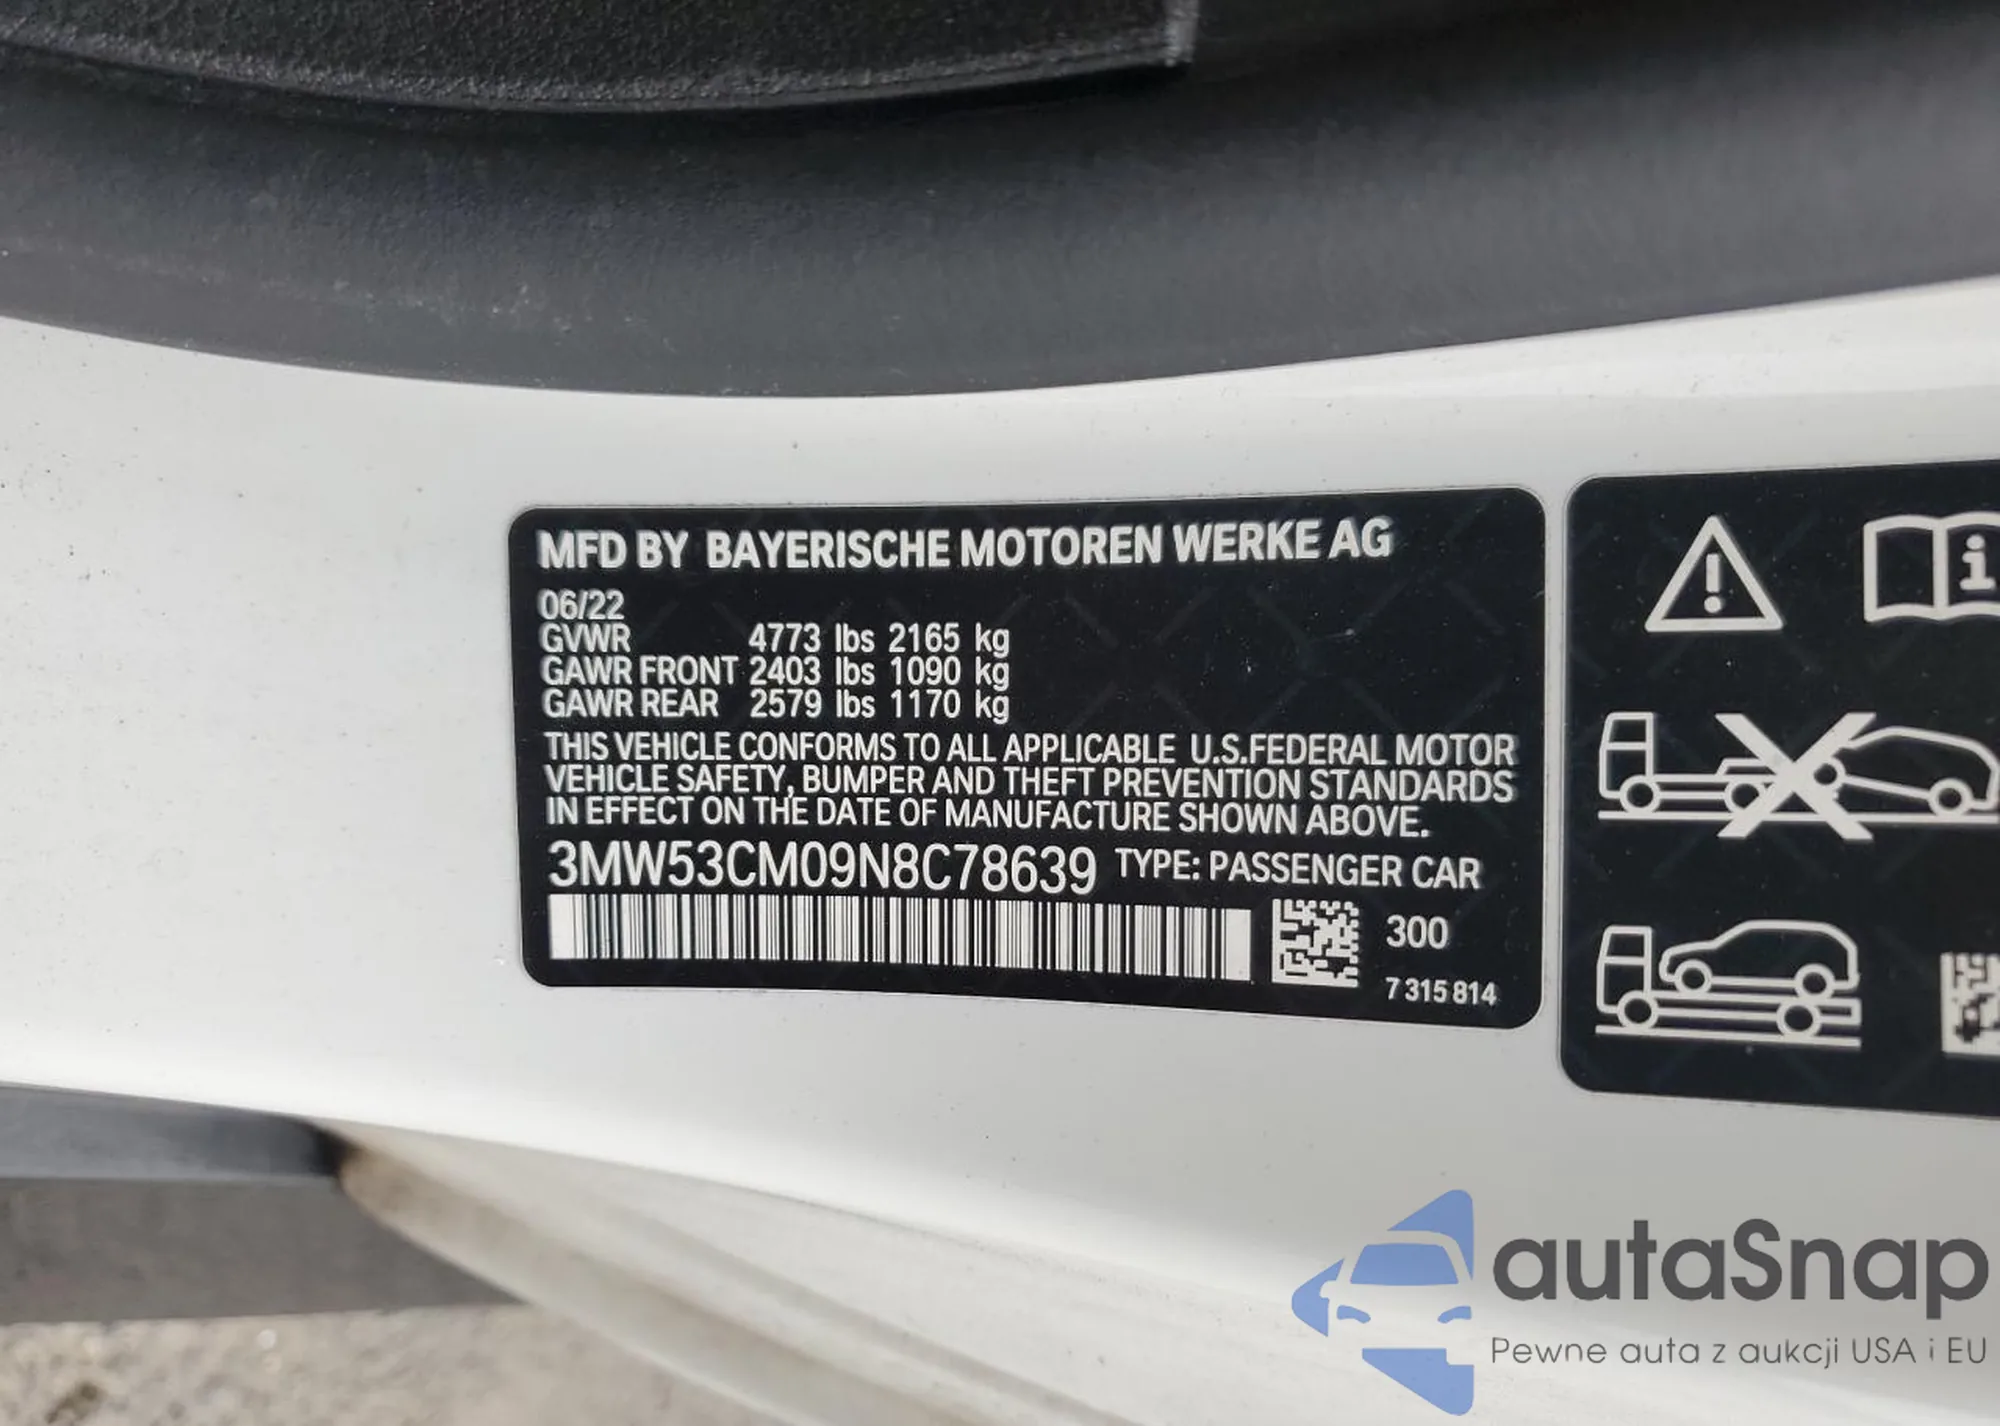 MFD BY BAYERISCHE MOTOREN WERKE AG
06/22
GVWR 4773 lbs 2165 kg
GAWR FRONT 2403 lbs 1090 kg
GAWR REAR 2579 lbs 1170 kg
THIS VEHICLE CONFORMS TO ALL APPLICABLE U.S.FEDERAL MOTOR
VEHICLE SAFETY, BUMPER AND THEFT PREVENTION STANDARDS
IN EFFECT ON THE DATE OF MANUFACTURE SHOWN ABOVE.
3MW53CM09N8C78639 TYPE: PASSENGER CAR
300
7 315 814
autaSnap
Pewne auta z aukcji USA i EU